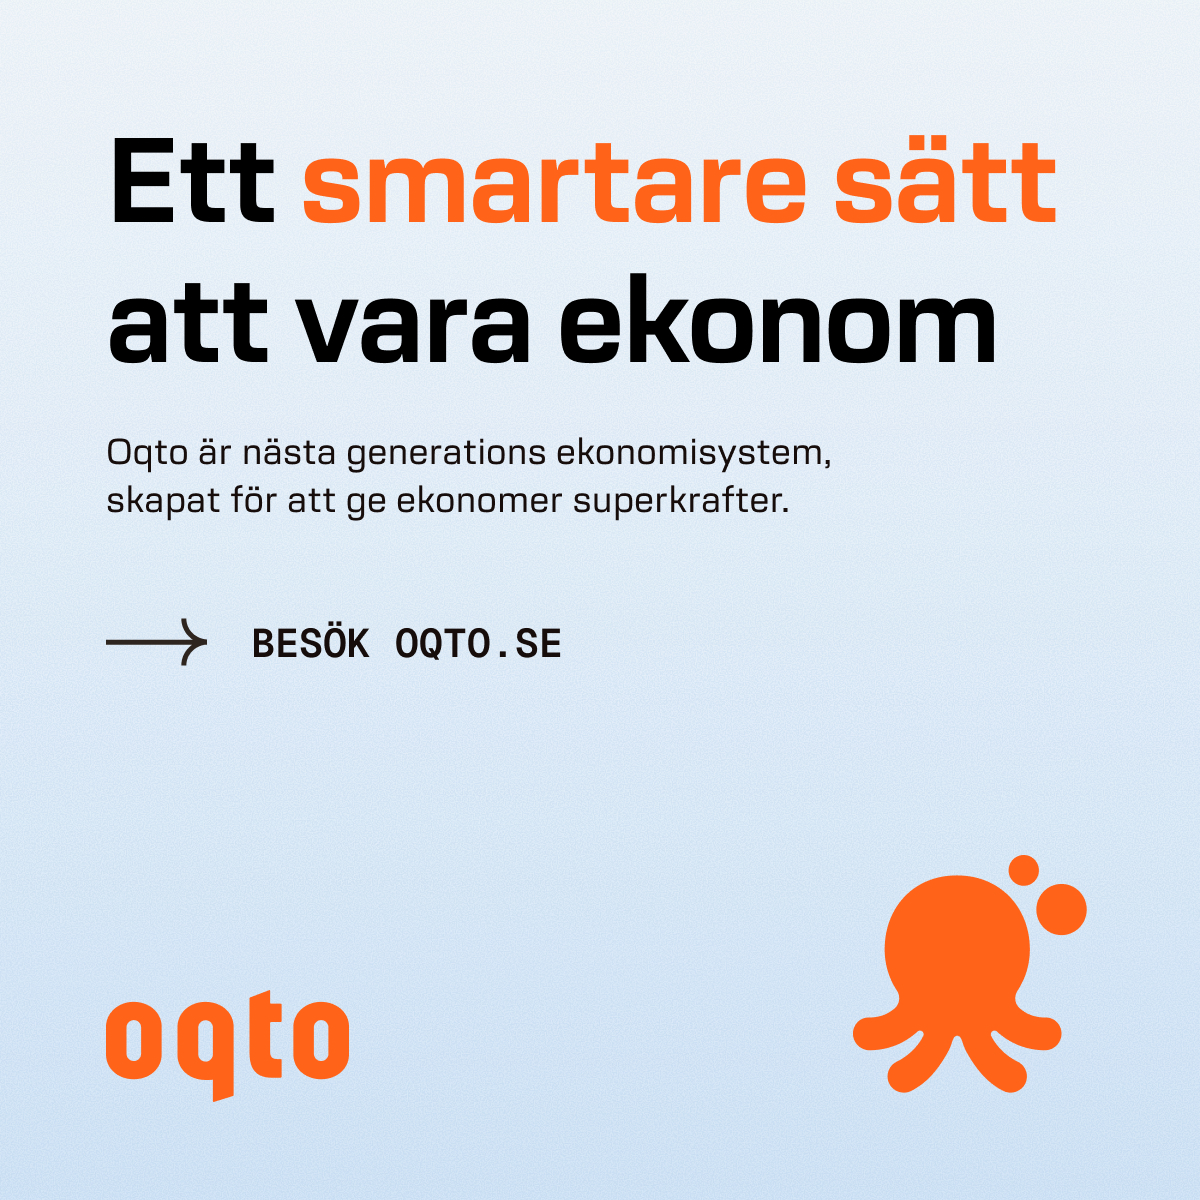 Ett smartare sätt
att vara ekonom
Oqto är nästa generations ekonomisystem,
skapat för att ge ekonomer superkrafter.
BESÖK OQTO.SE
oqto